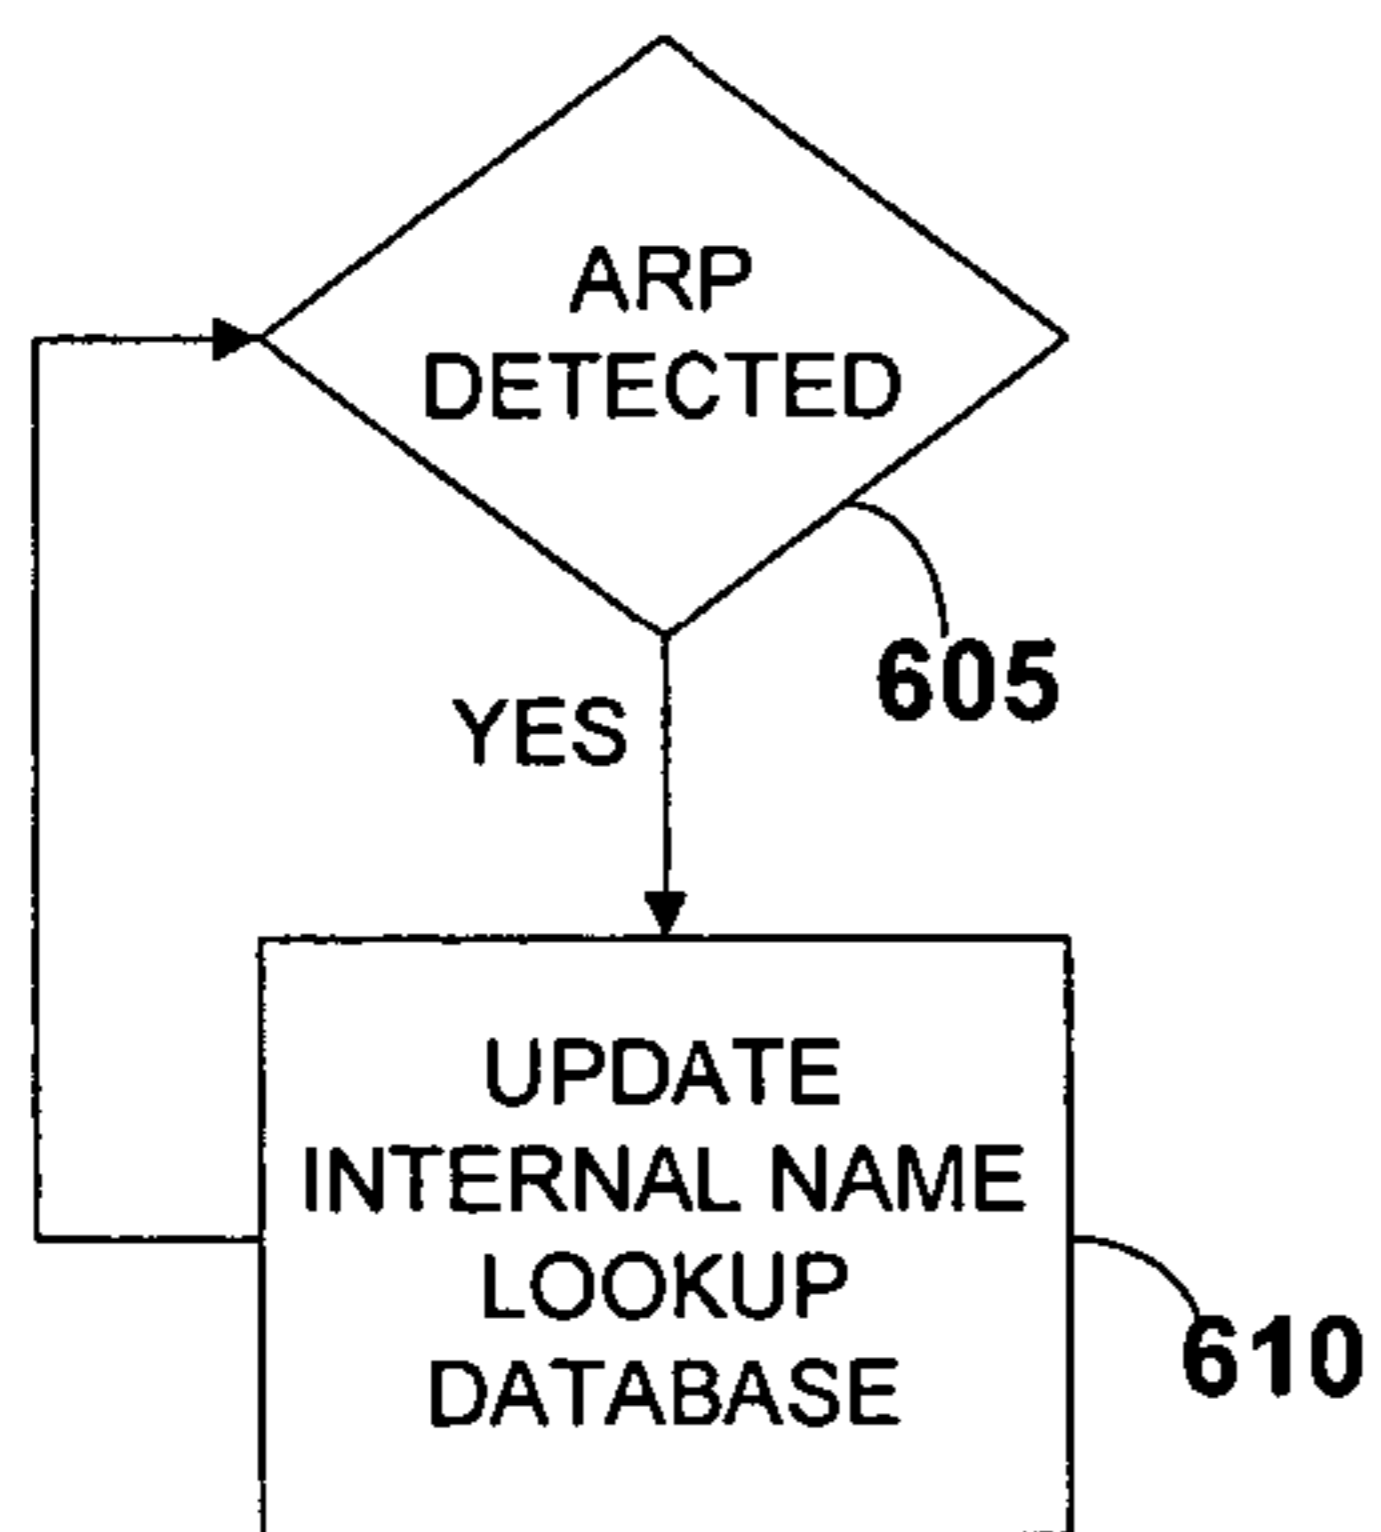 ARP
DETECTED
605
YES
UPDATE
INTERNAL NAME
LOOKUP
DATABASE
610